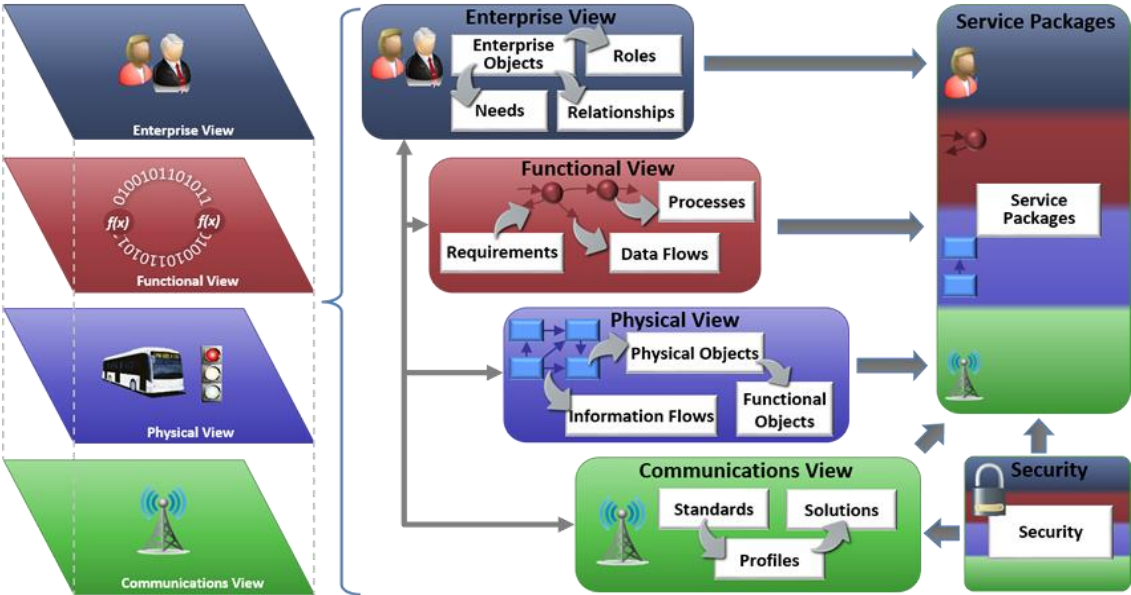 Enterprise View
0100101101011
f(x)
f(x)
Functional View
Physical View
Communications View
Enterprise View
Enterprise
Objects
Roles
Needs
Relationships
Functional View
Processes
Requirements
Data Flows
Physical View
Physical Objects
Information Flows
Functional
Objects
Communications View
Standards
Solutions
Profiles
Service Packages
Service
Packages
Security
Security